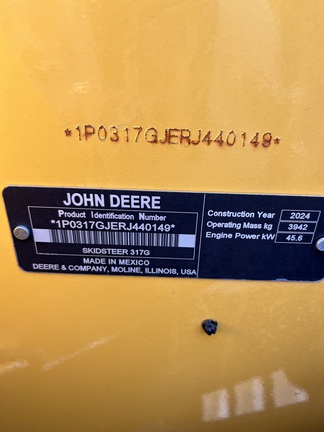 *1P0317GJERJ440149*
JOHN DEERE
Product Identification Number
*1P0317GJERJ440149*
SKIDSTEER 317G
MADE IN MEXICO
DEERE & COMPANY, MOLINE, ILLINOIS, USA
Construction Year 2024
Operating Mass kg 3942
Engine Power kW 45.6